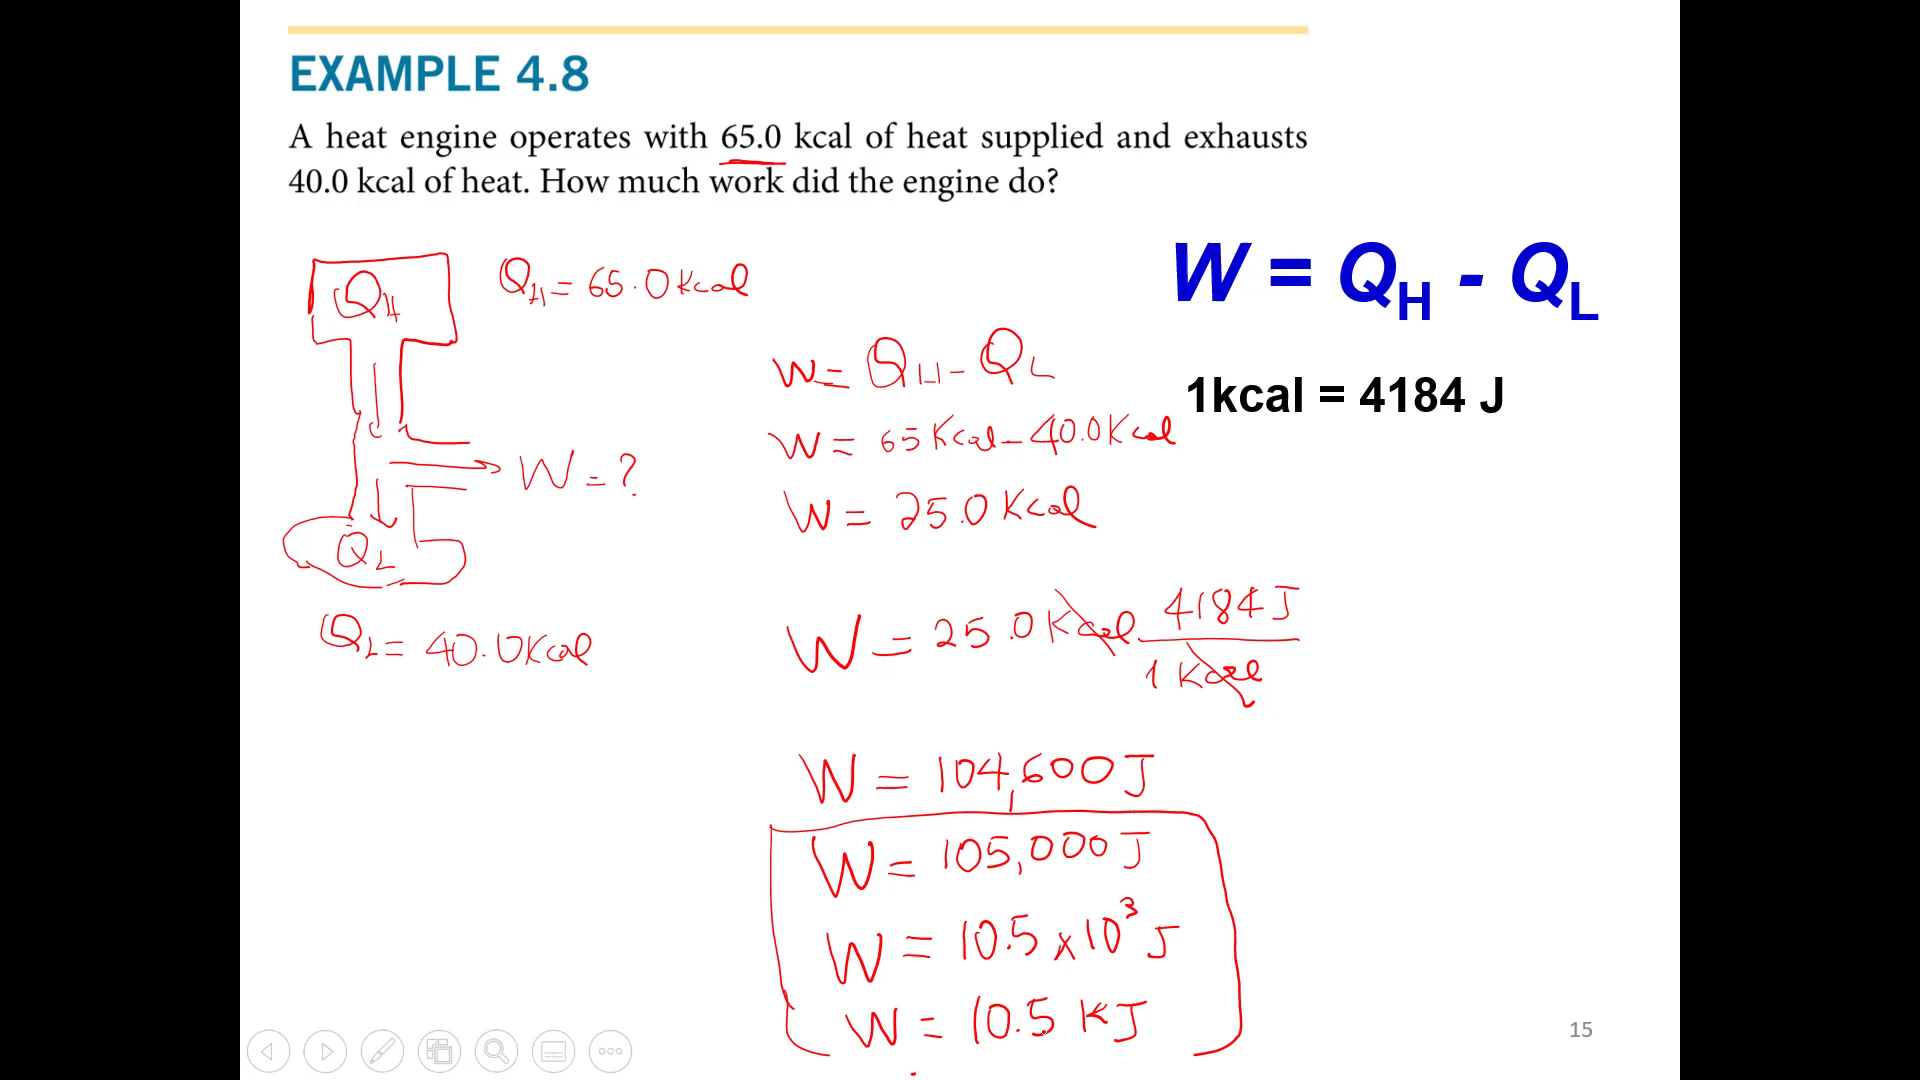 EXAMPLE 4.8
A heat engine operates with 65.0 kcal of heat supplied and exhausts
40.0 kcal of heat. How much work did the engine do?
W = QH - QL
1kcal = 4184 J
QH
QH = 65.0 Kcal
W = ?
QL
QL = 40.0 Kcal
W = QH - QL
W = 65 Kcal - 40.0 Kcal
W = 25.0 Kcal
W = 25.0 Kcal . 4184 J
1 Kcal
W = 104,600 J
W = 105,000 J
W = 10.5 x 10³ J
W = 10.5 KJ
15